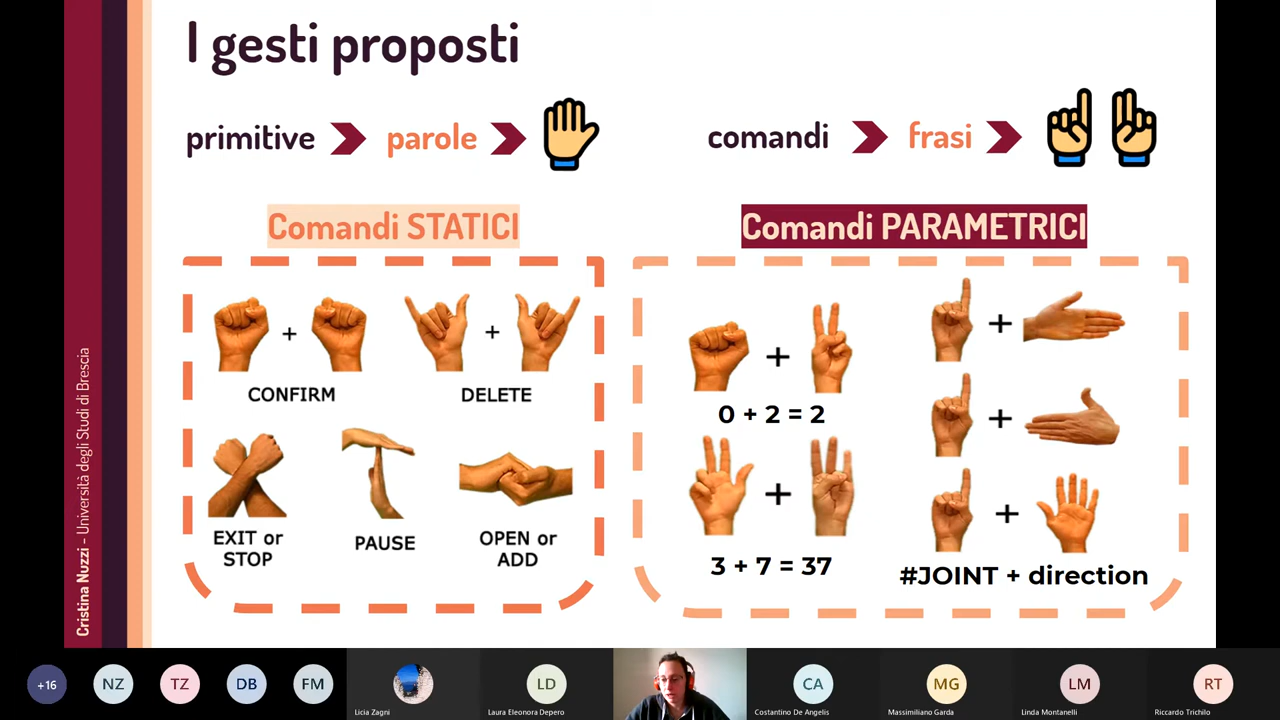 I gesti proposti
primitive
parole
comandi
frasi
Comandi STATICI
Comandi PARAMETRICI
CONFIRM
DELETE
EXIT or
STOP
PAUSE
OPEN or
ADD
0 + 2 = 2
3 + 7 = 37
#JOINT + direction
Cristina Nuzzi – Università degli Studi di Brescia
+16
NZ
TZ
DB
FM
Licia Zagni
LD
Laura Eleonora Depero
CA
Costantino De Angelis
MG
Massimiliano Garda
LM
Linda Montanelli
RT
Riccardo Trichilo